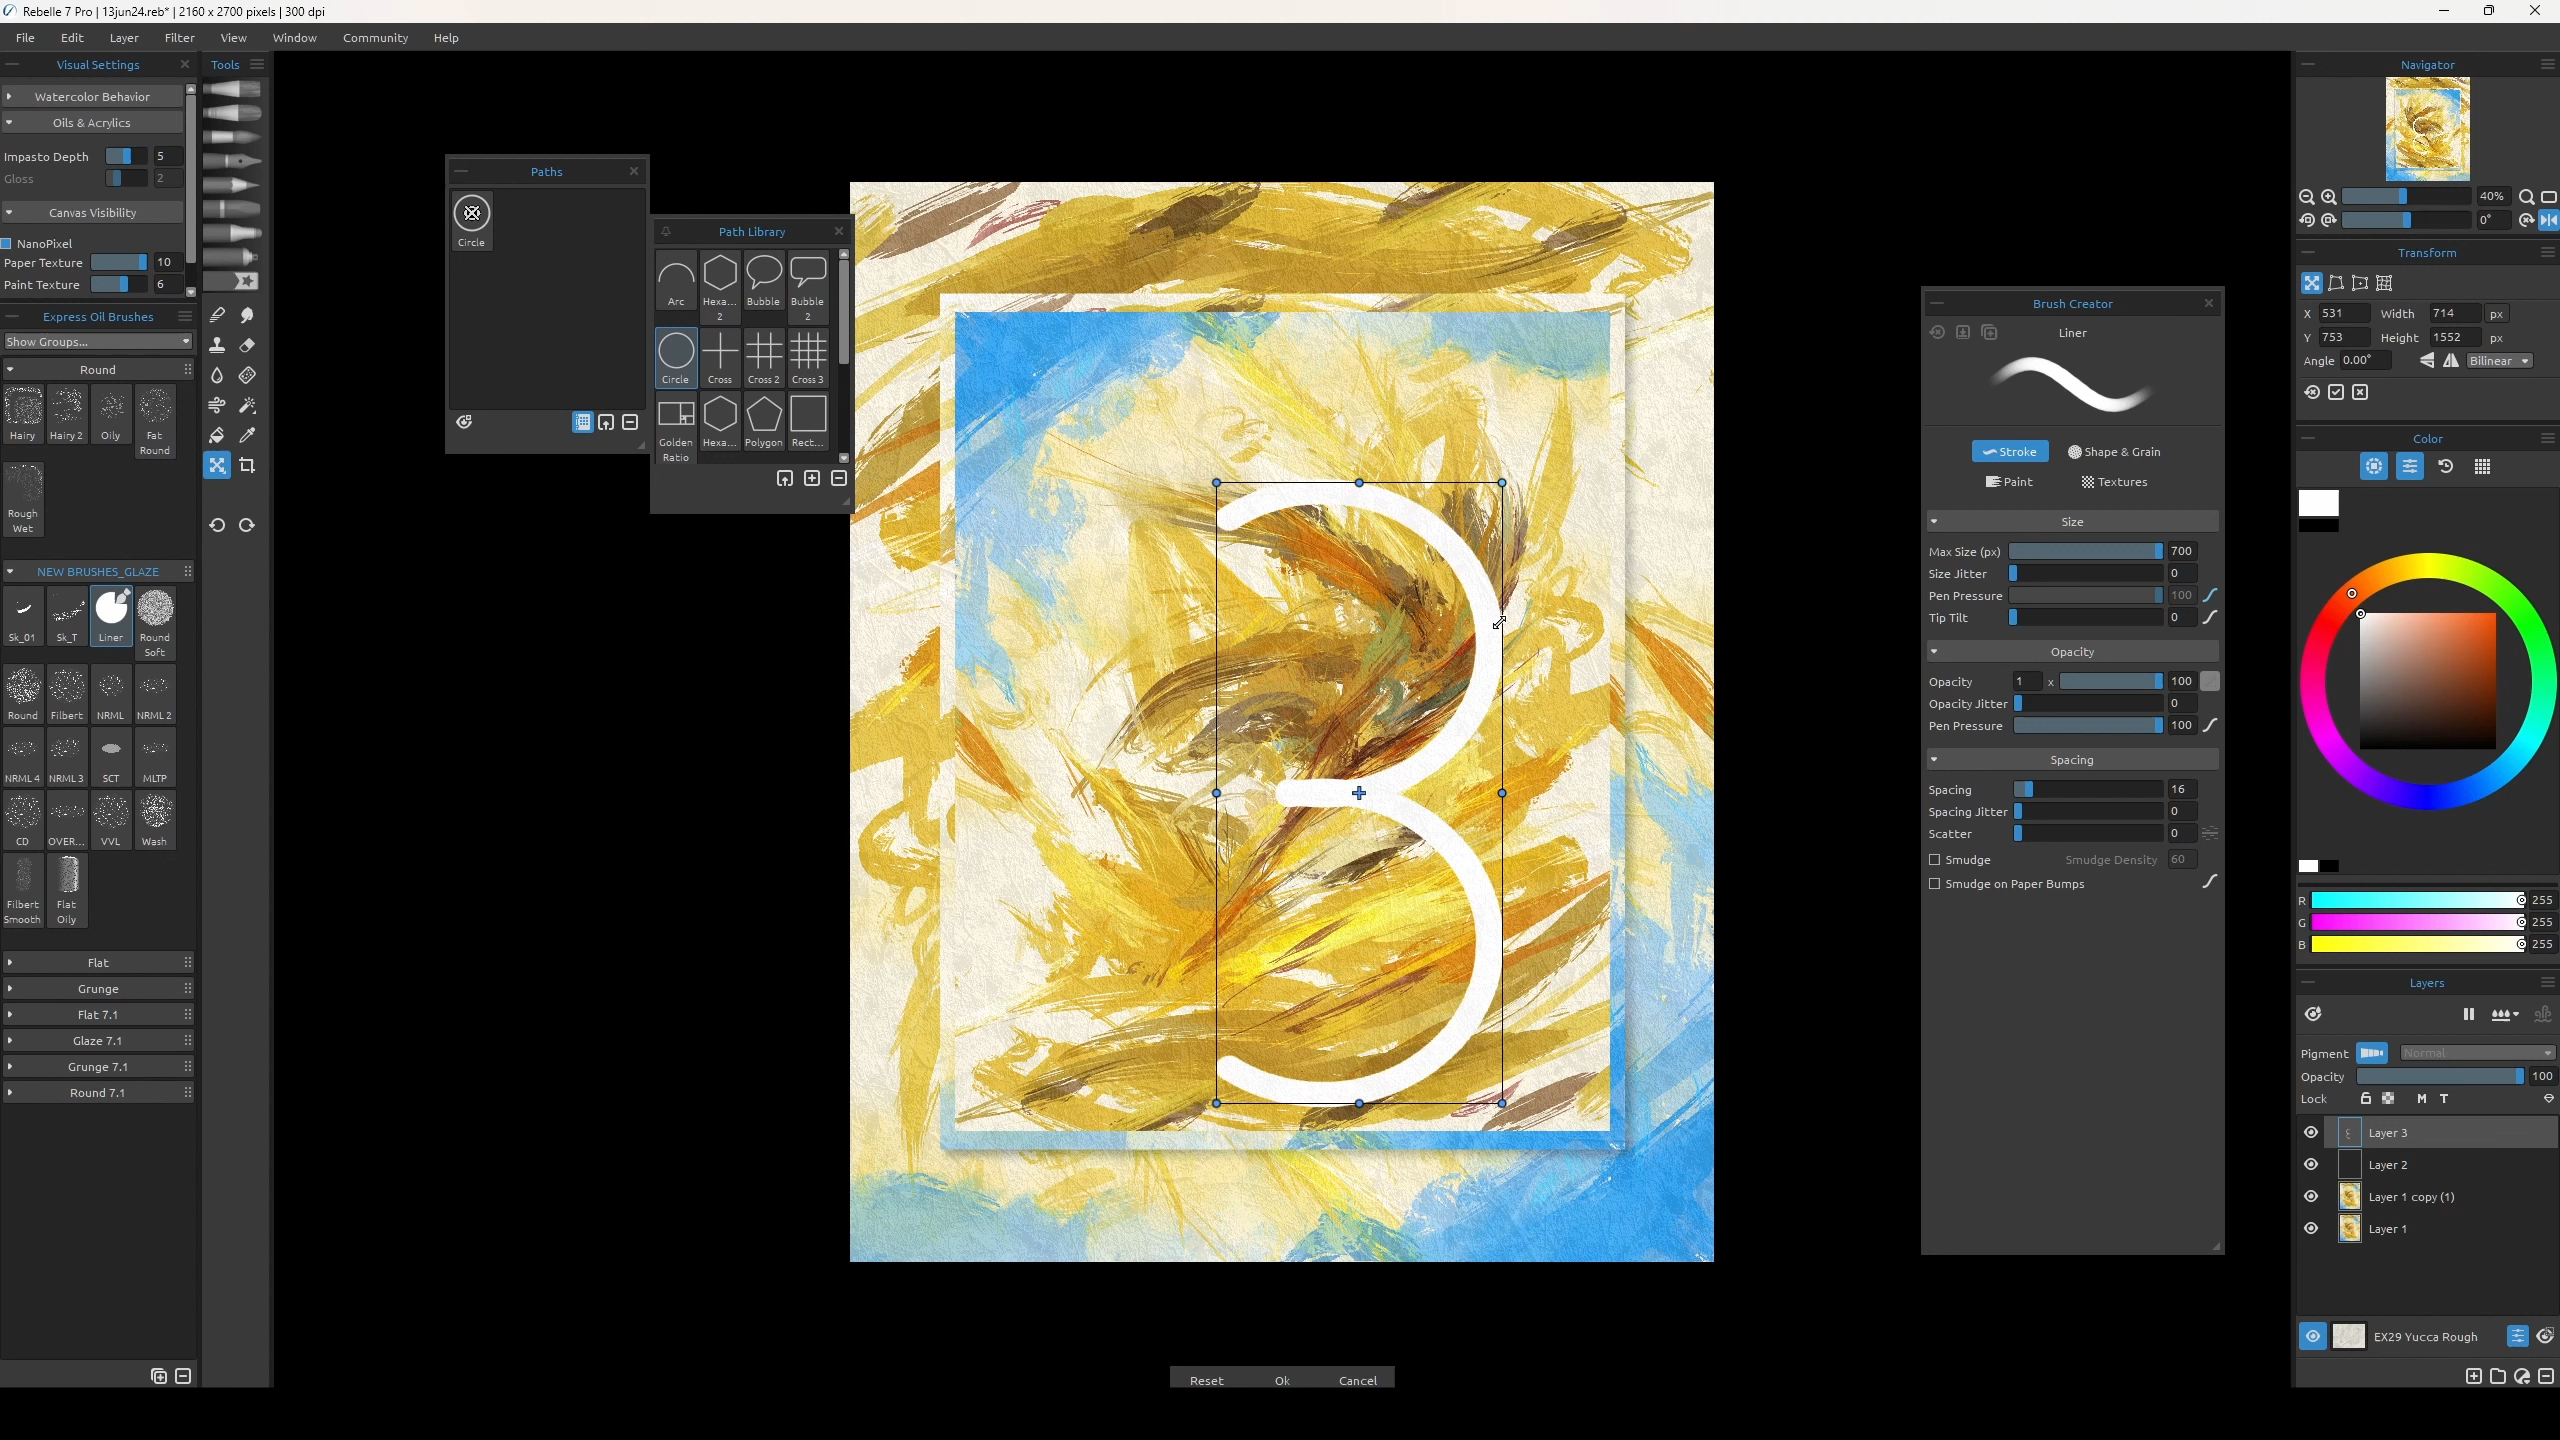 Rebelle 7 Pro | 13jun24.reb* | 2160 x 2700 pixels | 300 dpi
File Edit Layer Filter View Window Community Help
Visual Settings
Watercolor Behavior
Oils & Acrylics
Impasto Depth 5
Gloss 2
Canvas Visibility
NanoPixel
Paper Texture 10
Paint Texture 6
Express Oil Brushes
Show Groups...
Round
Hairy Hairy 2 Oily Fat Round
Rough Wet
NEW BRUSHES_GLAZE
Sk_01 Sk_T Liner Round Soft
Round Filbert NRML NRML 2
NRML 4 NRML 3 SCT MLTP
CD OVER... VVL Wash
Filbert Smooth Flat Oily
Flat
Grunge
Flat 7.1
Glaze 7.1
Grunge 7.1
Round 7.1
Tools
Paths
Circle
Path Library
Arc Hexa... 2 Bubble Bubble 2
Circle Cross Cross 2 Cross 3
Golden Ratio Hexa... Polygon Rect...
3
Reset Ok Cancel
Brush Creator
Liner
Stroke Shape & Grain
Paint Textures
Size
Max Size (px) 700
Size Jitter 0
Pen Pressure 100
Tip Tilt 0
Opacity
Opacity 1 x 100
Opacity Jitter 0
Pen Pressure 100
Spacing
Spacing 16
Spacing Jitter 0
Scatter 0
Smudge Smudge Density 60
Smudge on Paper Bumps
Navigator
40%
0°
Transform
X 531 Width 714 px
Y 753 Height 1552 px
Angle 0.00° Bilinear
Color
R 255
G 255
B 255
Layers
Pigment Normal
Opacity 100
Lock M T
Layer 3
Layer 2
Layer 1 copy (1)
Layer 1
EX29 Yucca Rough